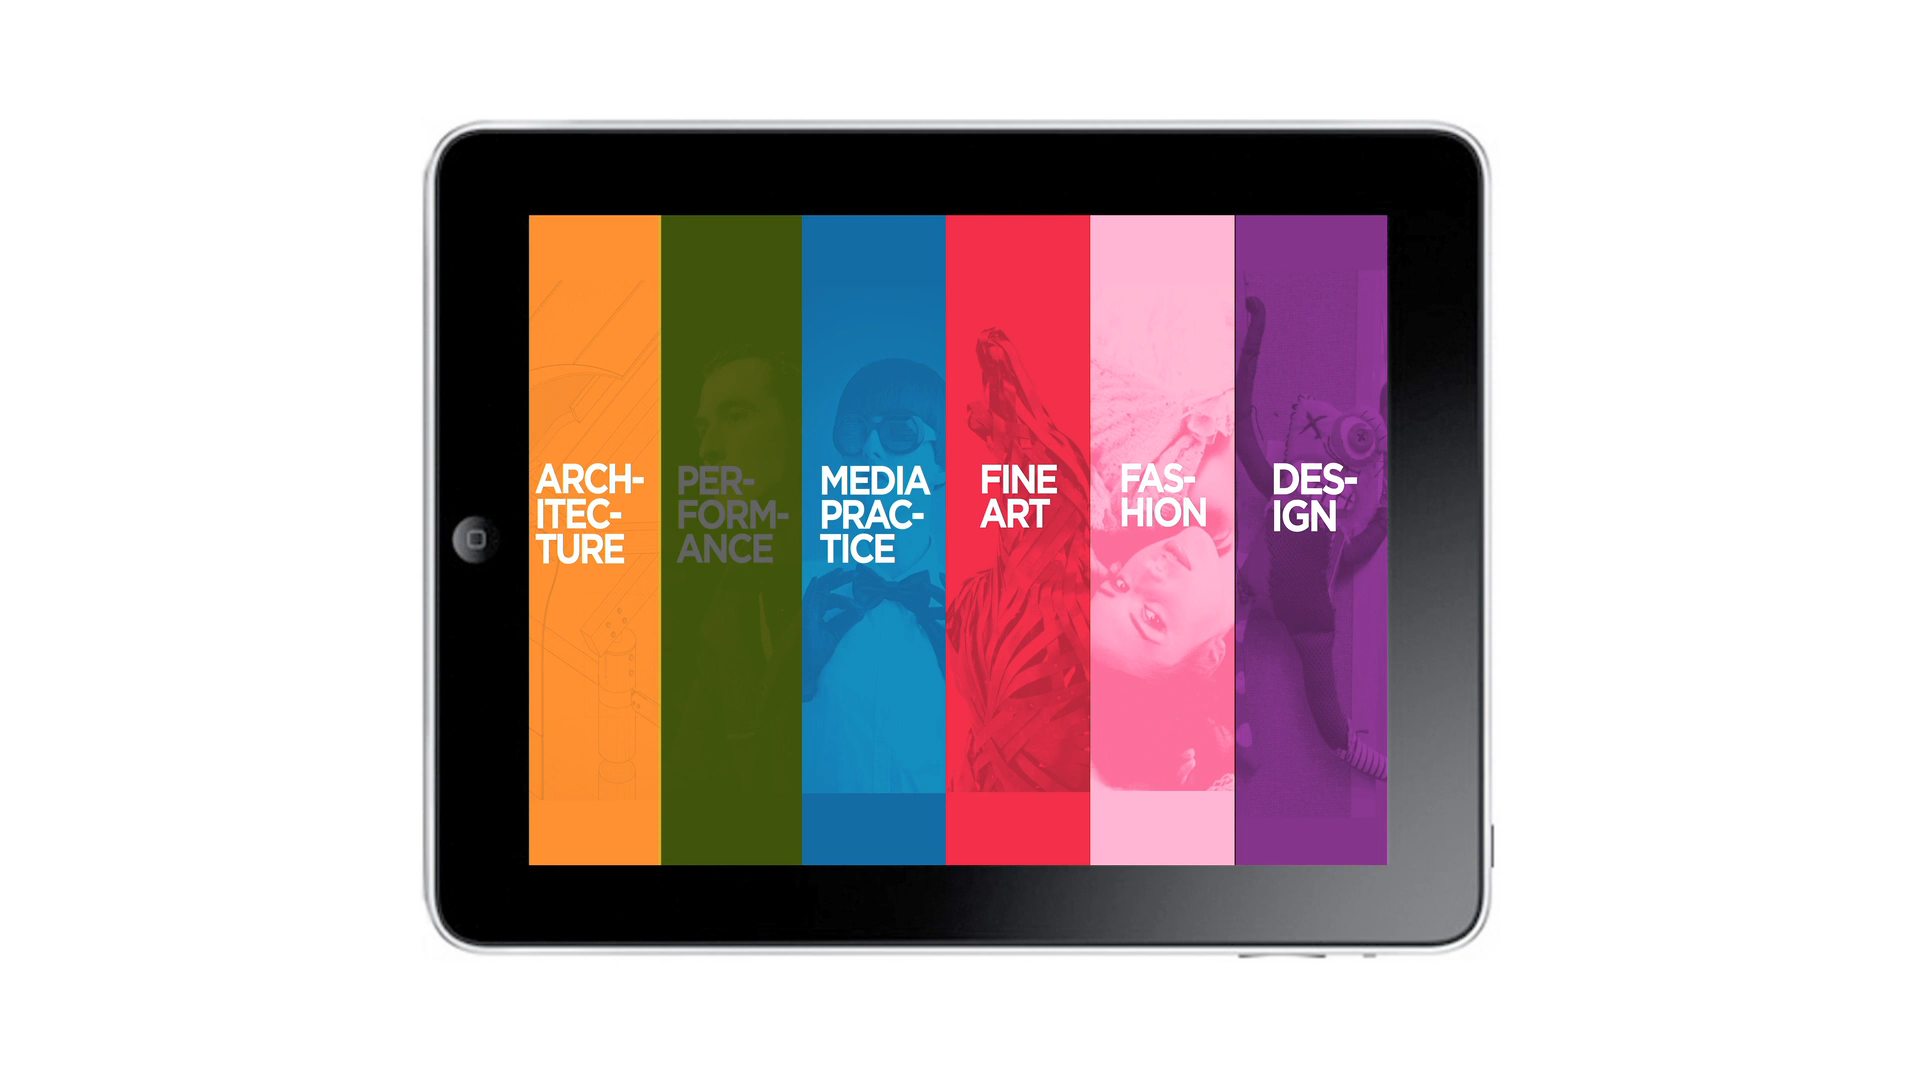 ARCH-
ITEC-
TURE
PER-
FORM-
ANCE
MEDIA
PRAC-
TICE
FINE
ART
FAS-
HION
DES-
IGN